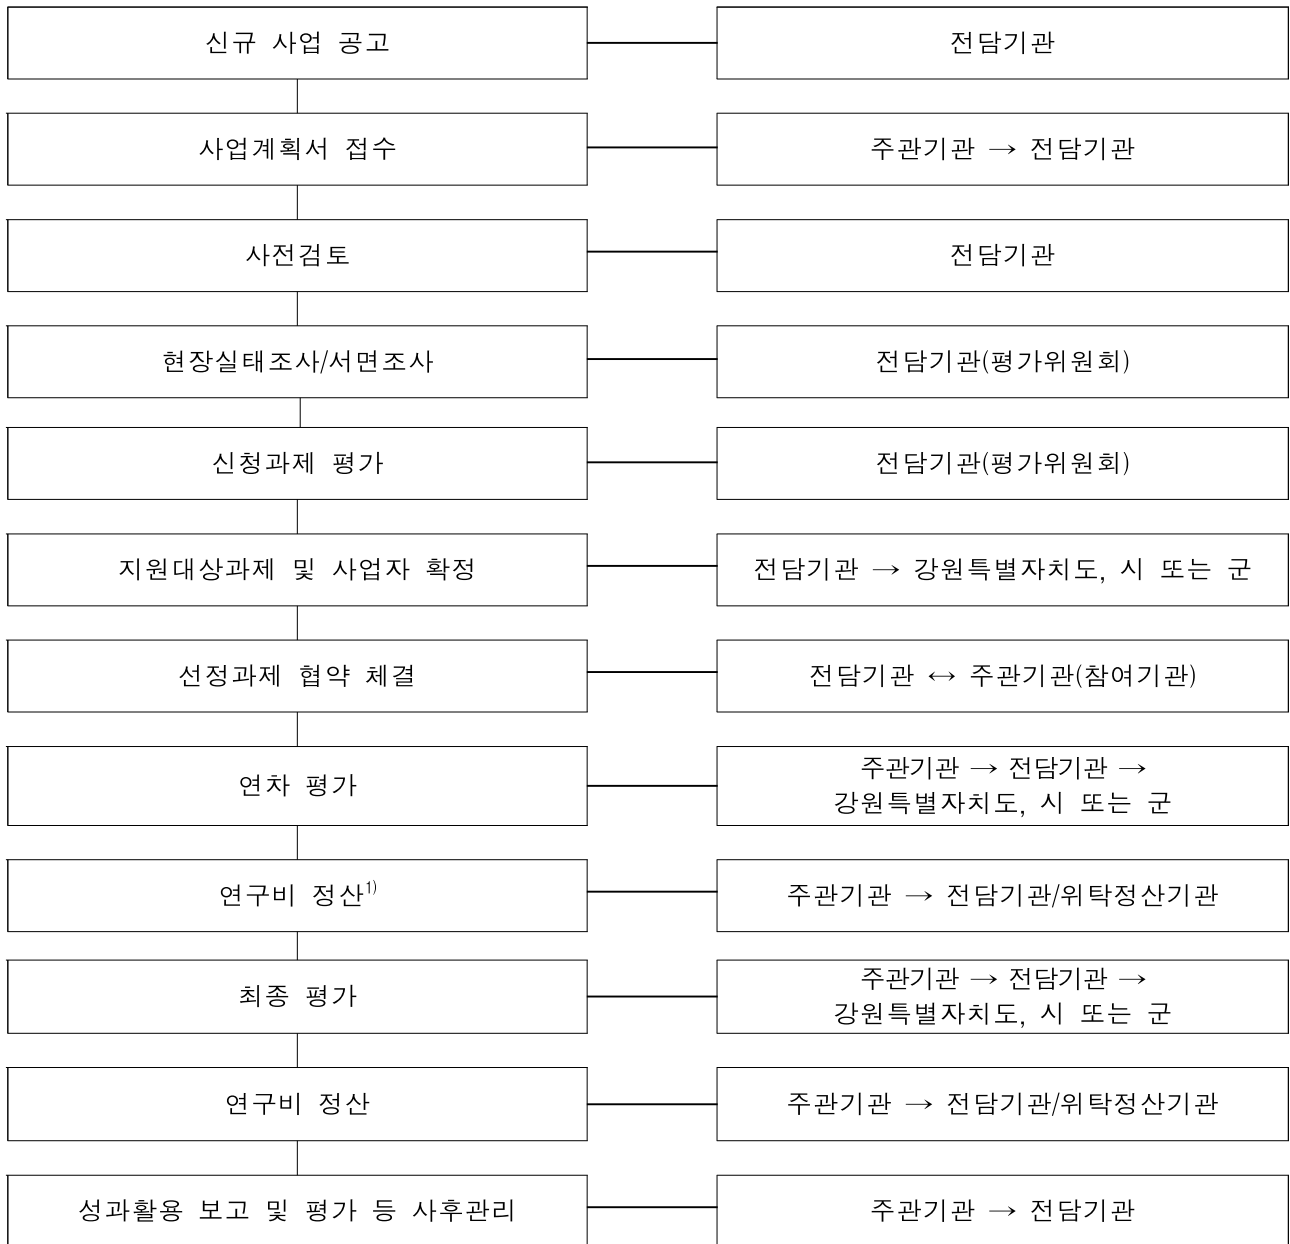 신규 사업 공고
전담기관
사업계획서 접수
주관기관 → 전담기관
사전검토
전담기관
현장실태조사/서면조사
전담기관(평가위원회)
신청과제 평가
전담기관(평가위원회)
지원대상과제 및 사업자 확정
전담기관 → 강원특별자치도, 시 또는 군
선정과제 협약 체결
전담기관 ↔ 주관기관(참여기관)
연차 평가
주관기관 → 전담기관 →
강원특별자치도, 시 또는 군
연구비 정산1)
주관기관 → 전담기관/위탁정산기관
최종 평가
주관기관 → 전담기관 →
강원특별자치도, 시 또는 군
연구비 정산
주관기관 → 전담기관/위탁정산기관
성과활용 보고 및 평가 등 사후관리
주관기관 → 전담기관